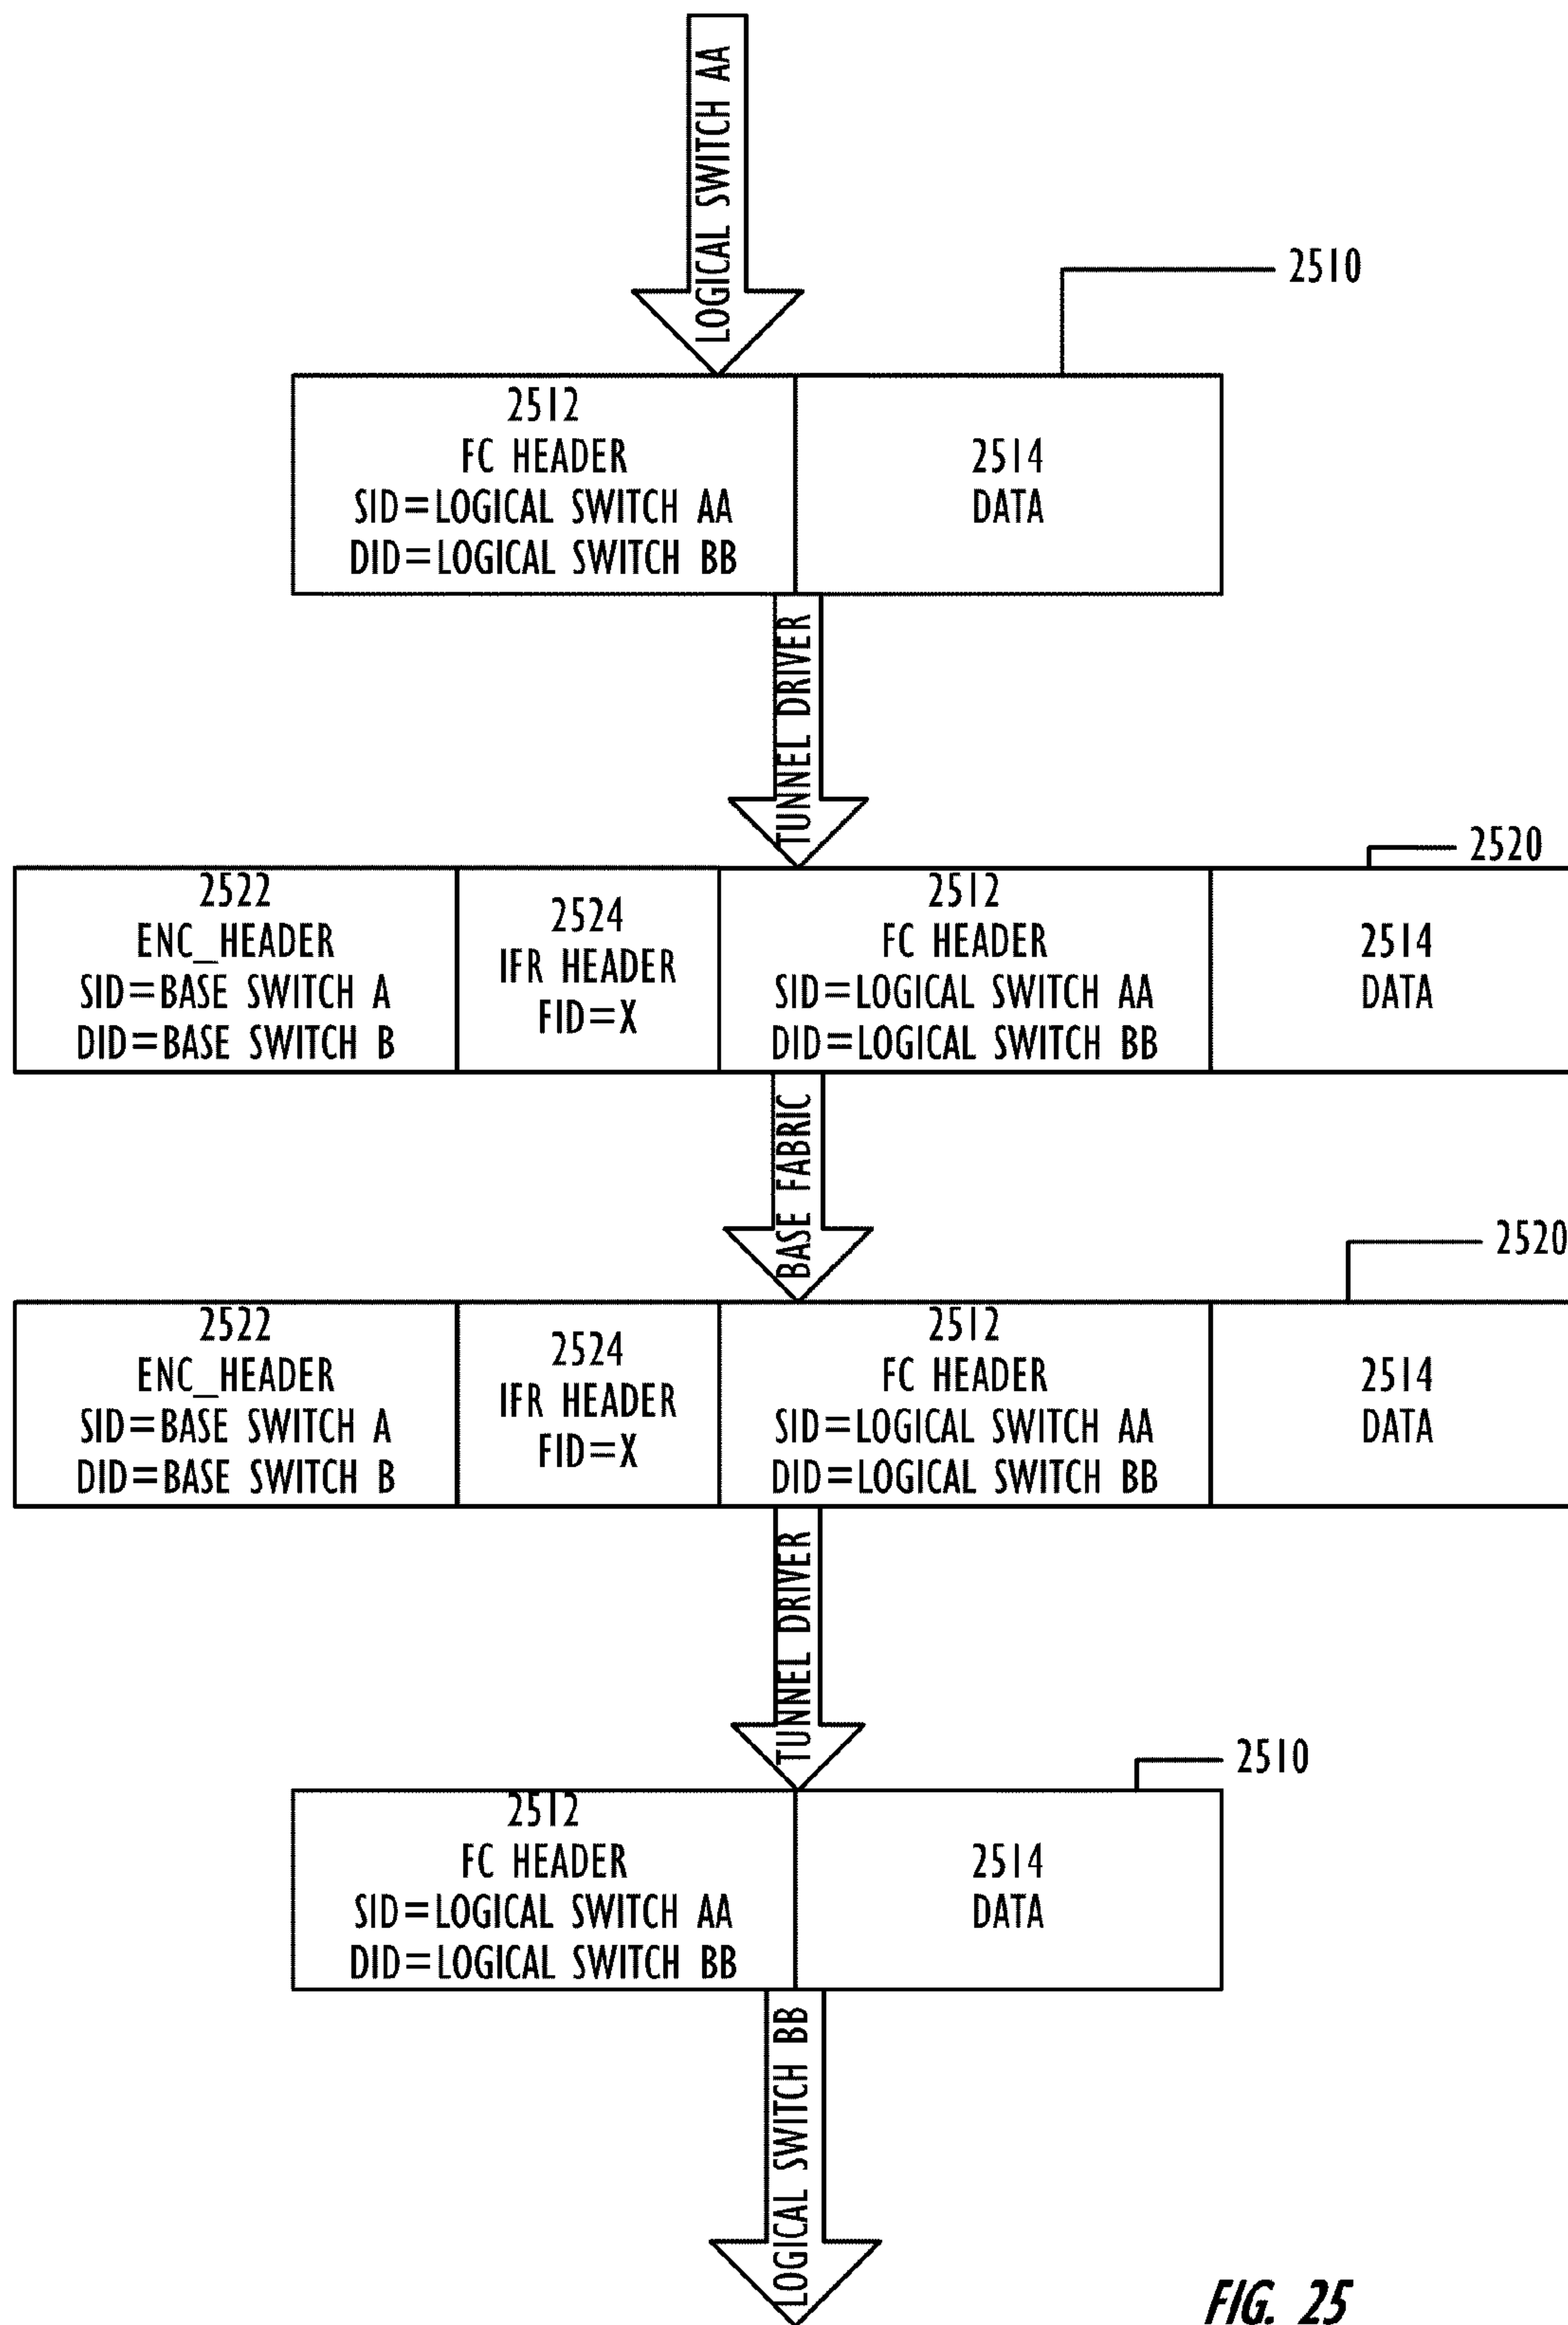 LOGICAL SWITCH AA
2510
2512
FC HEADER
SID=LOGICAL SWITCH AA
DID=LOGICAL SWITCH BB
2514
DATA
TUNNEL DRIVER
2520
2522
ENC_HEADER
SID=BASE SWITCH A
DID=BASE SWITCH B
2524
IFR HEADER
FID=X
2512
FC HEADER
SID=LOGICAL SWITCH AA
DID=LOGICAL SWITCH BB
2514
DATA
BASE FABRIC
2520
2522
ENC_HEADER
SID=BASE SWITCH A
DID=BASE SWITCH B
2524
IFR HEADER
FID=X
2512
FC HEADER
SID=LOGICAL SWITCH AA
DID=LOGICAL SWITCH BB
2514
DATA
TUNNEL DRIVER
2510
2512
FC HEADER
SID=LOGICAL SWITCH AA
DID=LOGICAL SWITCH BB
2514
DATA
LOGICAL SWITCH BB
FIG. 25